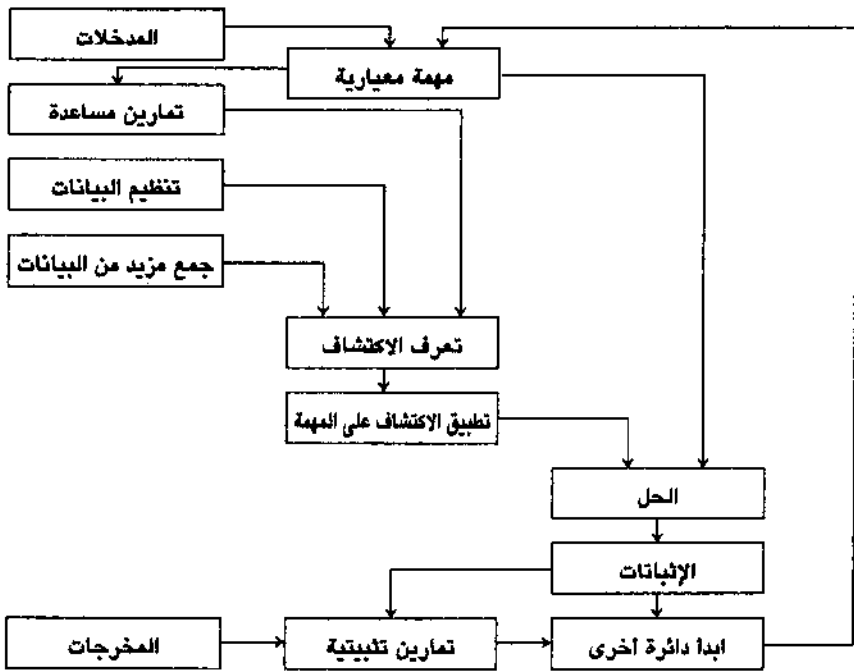 المدخلات
مهمة معيارية
تمارين مساعدة
تنظيم البيانات
جمع مزيد من البيانات
تعرف الاكتشاف
تطبيق الاكتشاف على المهمة
الحل
الإثباتات
ابدأ دائرة أخرى
تمارين تثبيتية
المخرجات